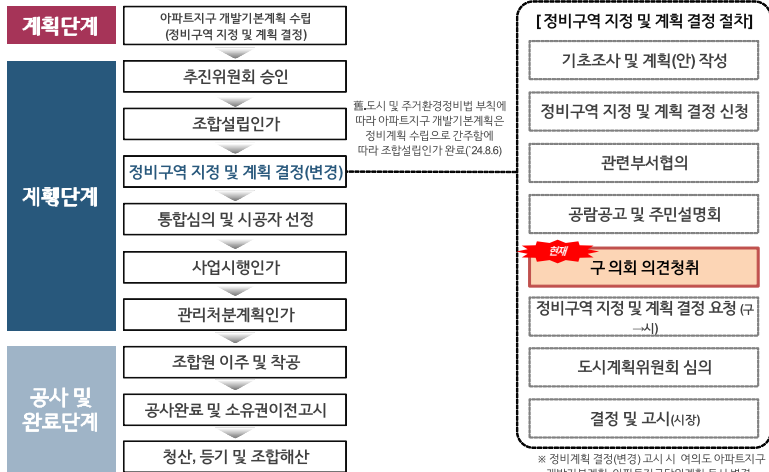 계획단계
아파트지구 개발기본계획 수립
(정비구역 지정 및 계획 결정)
계획단계
추진위원회 승인
조합설립인가
정비구역 지정 및 계획 결정(변경)
통합심의 및 시공자 선정
사업시행인가
관리처분계획인가
공사 및
완료단계
조합원 이주 및 착공
공사완료 및 소유권이전고시
청산, 등기 및 조합해산
舊.도시 및 주거환경정비법 부칙에
따라 아파트지구 개발기본계획은
정비계획 수립으로 간주함에
따라 조합설립인가 완료(`24.8.6)
[정비구역 지정 및 계획 결정 절차]
기초조사 및 계획(안) 작성
정비구역 지정 및 계획 결정 신청
관련부서협의
공람공고 및 주민설명회
현재
구 의회 의견청취
정비구역 지정 및 계획 결정 요청 (구
→시)
도시계획위원회 심의
결정 및 고시(시장)
※ 정비계획 결정(변경) 고시 시 여의도 아파트지구